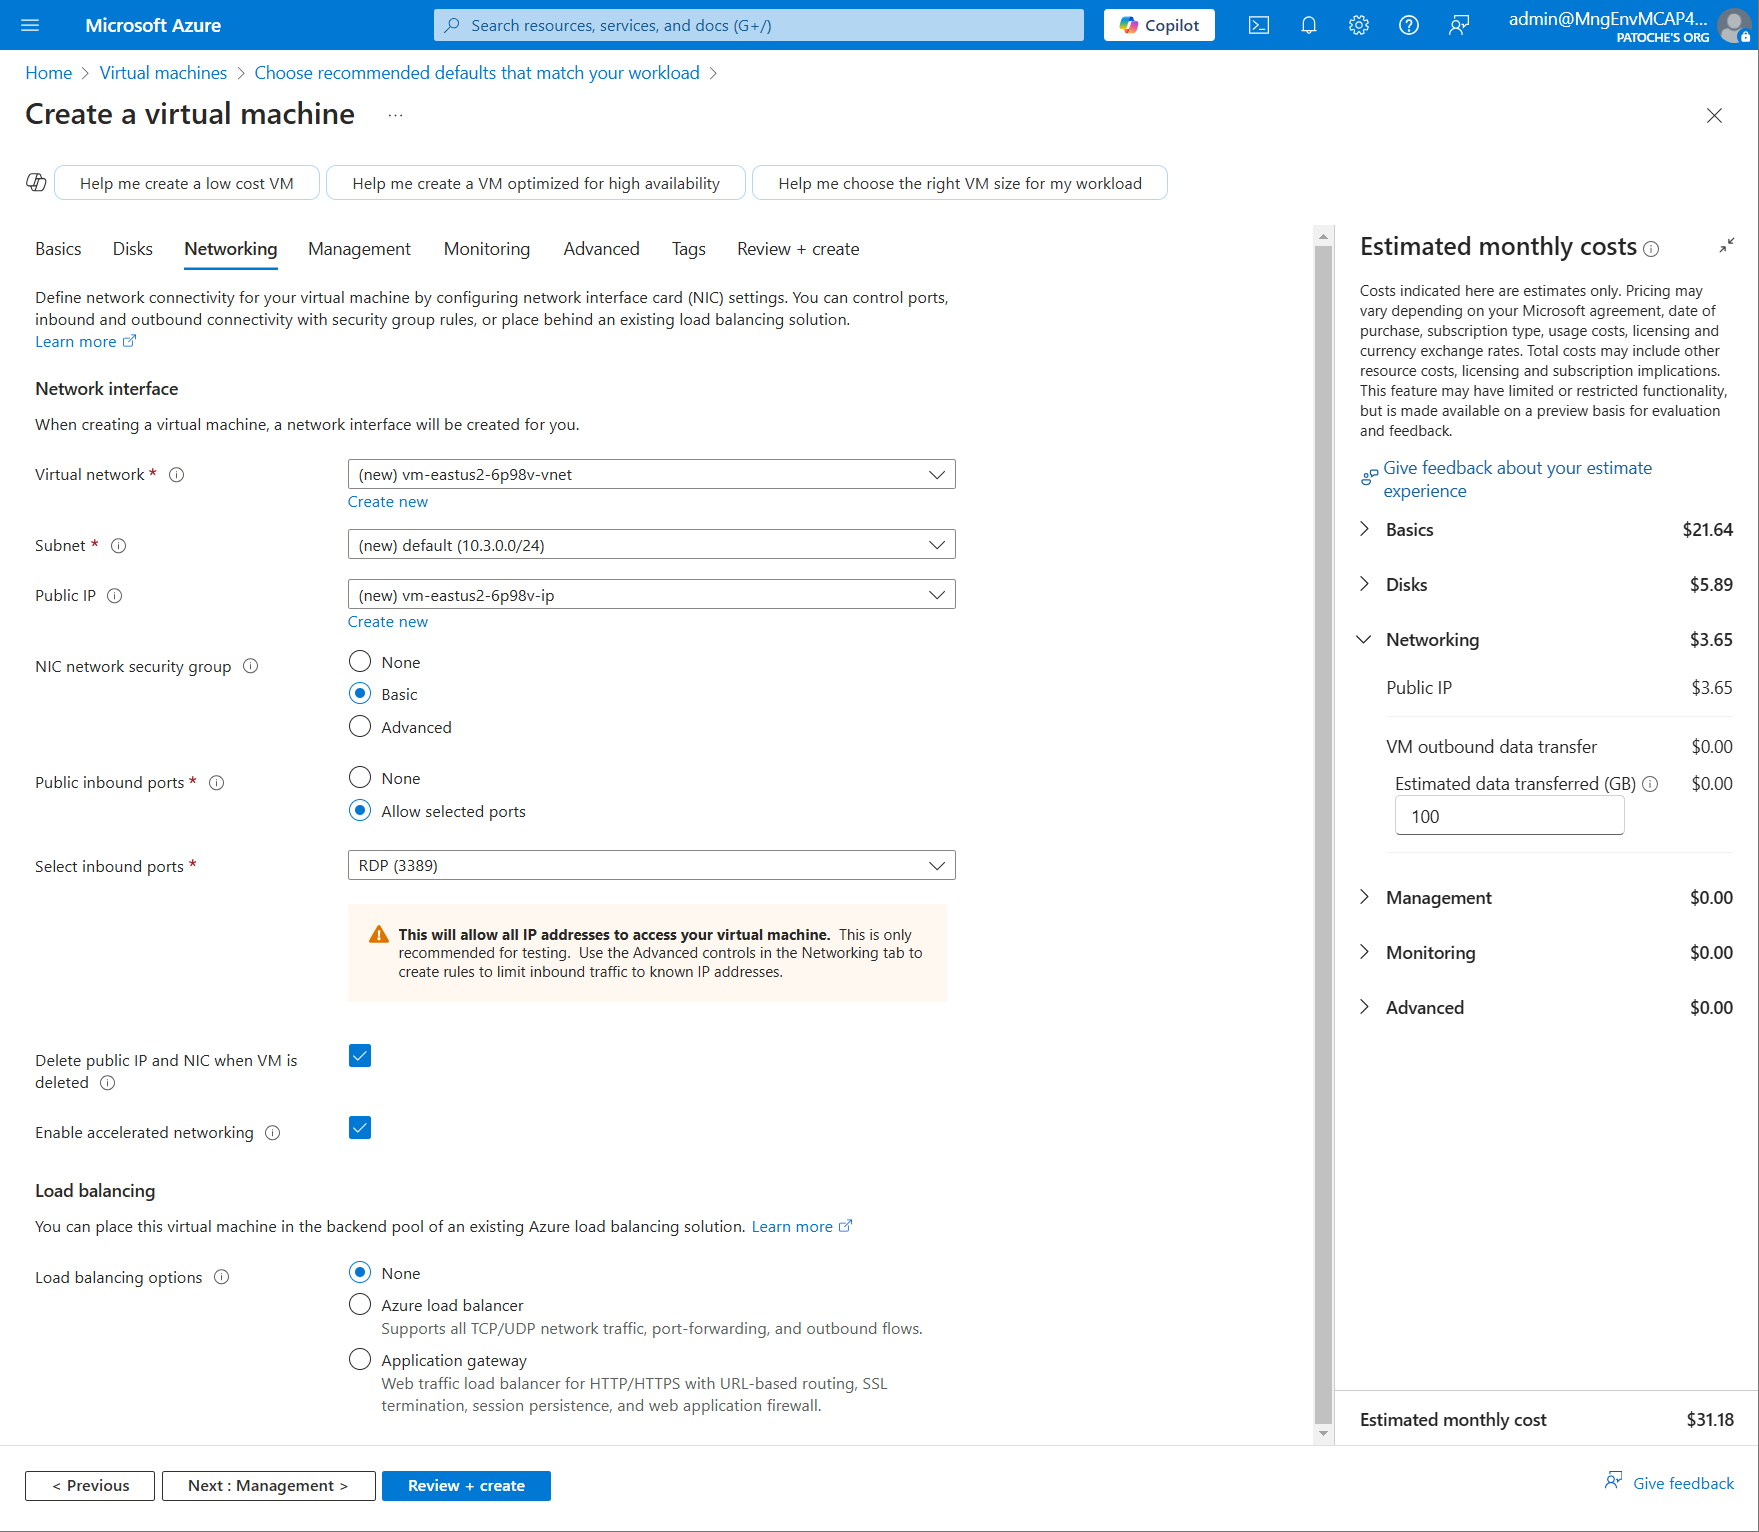 Microsoft Azure
Search resources, services, and docs (G+/)
Copilot
admin@MngEnvMCAP4...
PATOCHE'S ORG
Home > Virtual machines > Choose recommended defaults that match your workload >
Create a virtual machine ...
Help me create a low cost VM
Help me create a VM optimized for high availability
Help me choose the right VM size for my workload
Basics Disks Networking Management Monitoring Advanced Tags Review + create
Define network connectivity for your virtual machine by configuring network interface card (NIC) settings. You can control ports,
inbound and outbound connectivity with security group rules, or place behind an existing load balancing solution.
Learn more
Network interface
When creating a virtual machine, a network interface will be created for you.
Virtual network *
(new) vm-eastus2-6p98v-vnet
Create new
Subnet *
(new) default (10.3.0.0/24)
Public IP
(new) vm-eastus2-6p98v-ip
Create new
NIC network security group
None
Basic
Advanced
Public inbound ports *
None
Allow selected ports
Select inbound ports *
RDP (3389)
This will allow all IP addresses to access your virtual machine. This is only
recommended for testing. Use the Advanced controls in the Networking tab to
create rules to limit inbound traffic to known IP addresses.
Delete public IP and NIC when VM is
deleted
Enable accelerated networking
Load balancing
You can place this virtual machine in the backend pool of an existing Azure load balancing solution. Learn more
Load balancing options
None
Azure load balancer
Supports all TCP/UDP network traffic, port-forwarding, and outbound flows.
Application gateway
Web traffic load balancer for HTTP/HTTPS with URL-based routing, SSL
termination, session persistence, and web application firewall.
Estimated monthly costs
Costs indicated here are estimates only. Pricing may
vary depending on your Microsoft agreement, date of
purchase, subscription type, usage costs, licensing and
currency exchange rates. Total costs may include other
resource costs, licensing and subscription implications.
This feature may have limited or restricted functionality,
but is made available on a preview basis for evaluation
and feedback.
Give feedback about your estimate
experience
Basics $21.64
Disks $5.89
Networking $3.65
Public IP $3.65
VM outbound data transfer $0.00
Estimated data transferred (GB) $0.00
100
Management $0.00
Monitoring $0.00
Advanced $0.00
Estimated monthly cost $31.18
< Previous
Next : Management >
Review + create
Give feedback